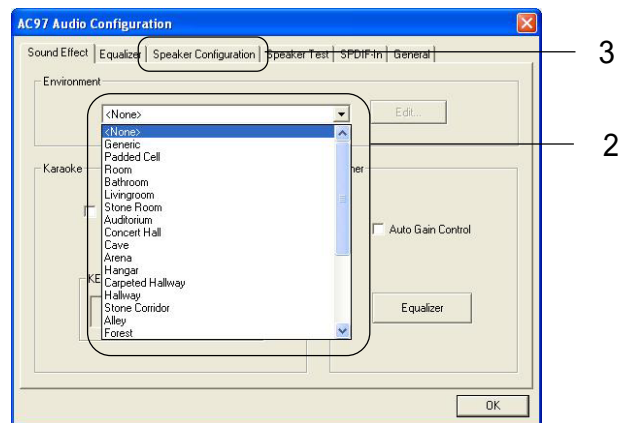 AC97 Audio Configuration
Sound Effect Equalizer Speaker Configuration Speaker Test SPDIF-In General
3
Environment
<None>
Edit...
2
<None>
Generic
Padded Cell
Room
Bathroom
Livingroom
Stone Room
Auditorium
Concert Hall
Cave
Arena
Hangar
Carpeted Hallway
Hallway
Stone Corridor
Alley
Forest
Karaoke
KE
her
Auto Gain Control
Equalizer
OK